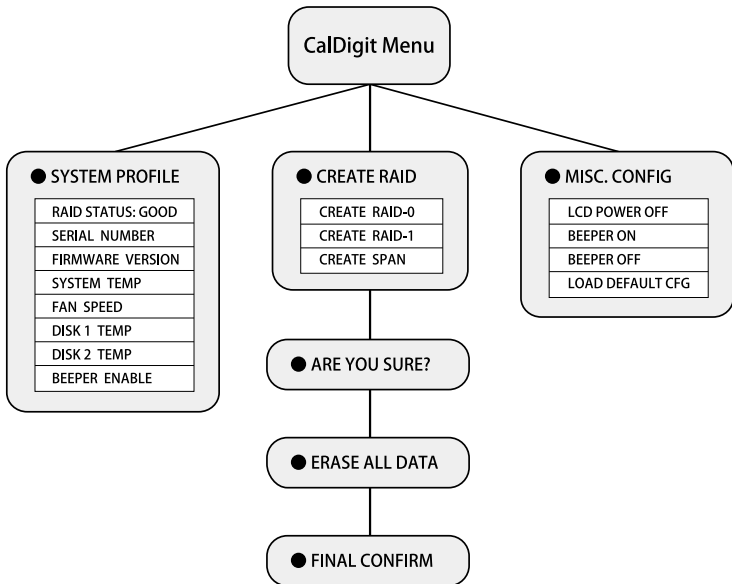 CalDigit Menu
● SYSTEM PROFILE
RAID STATUS: GOOD
SERIAL NUMBER
FIRMWARE VERSION
SYSTEM TEMP
FAN SPEED
DISK 1 TEMP
DISK 2 TEMP
BEEPER ENABLE
● CREATE RAID
CREATE RAID-0
CREATE RAID-1
CREATE SPAN
● ARE YOU SURE?
● ERASE ALL DATA
● FINAL CONFIRM
● MISC. CONFIG
LCD POWER OFF
BEEPER ON
BEEPER OFF
LOAD DEFAULT CFG